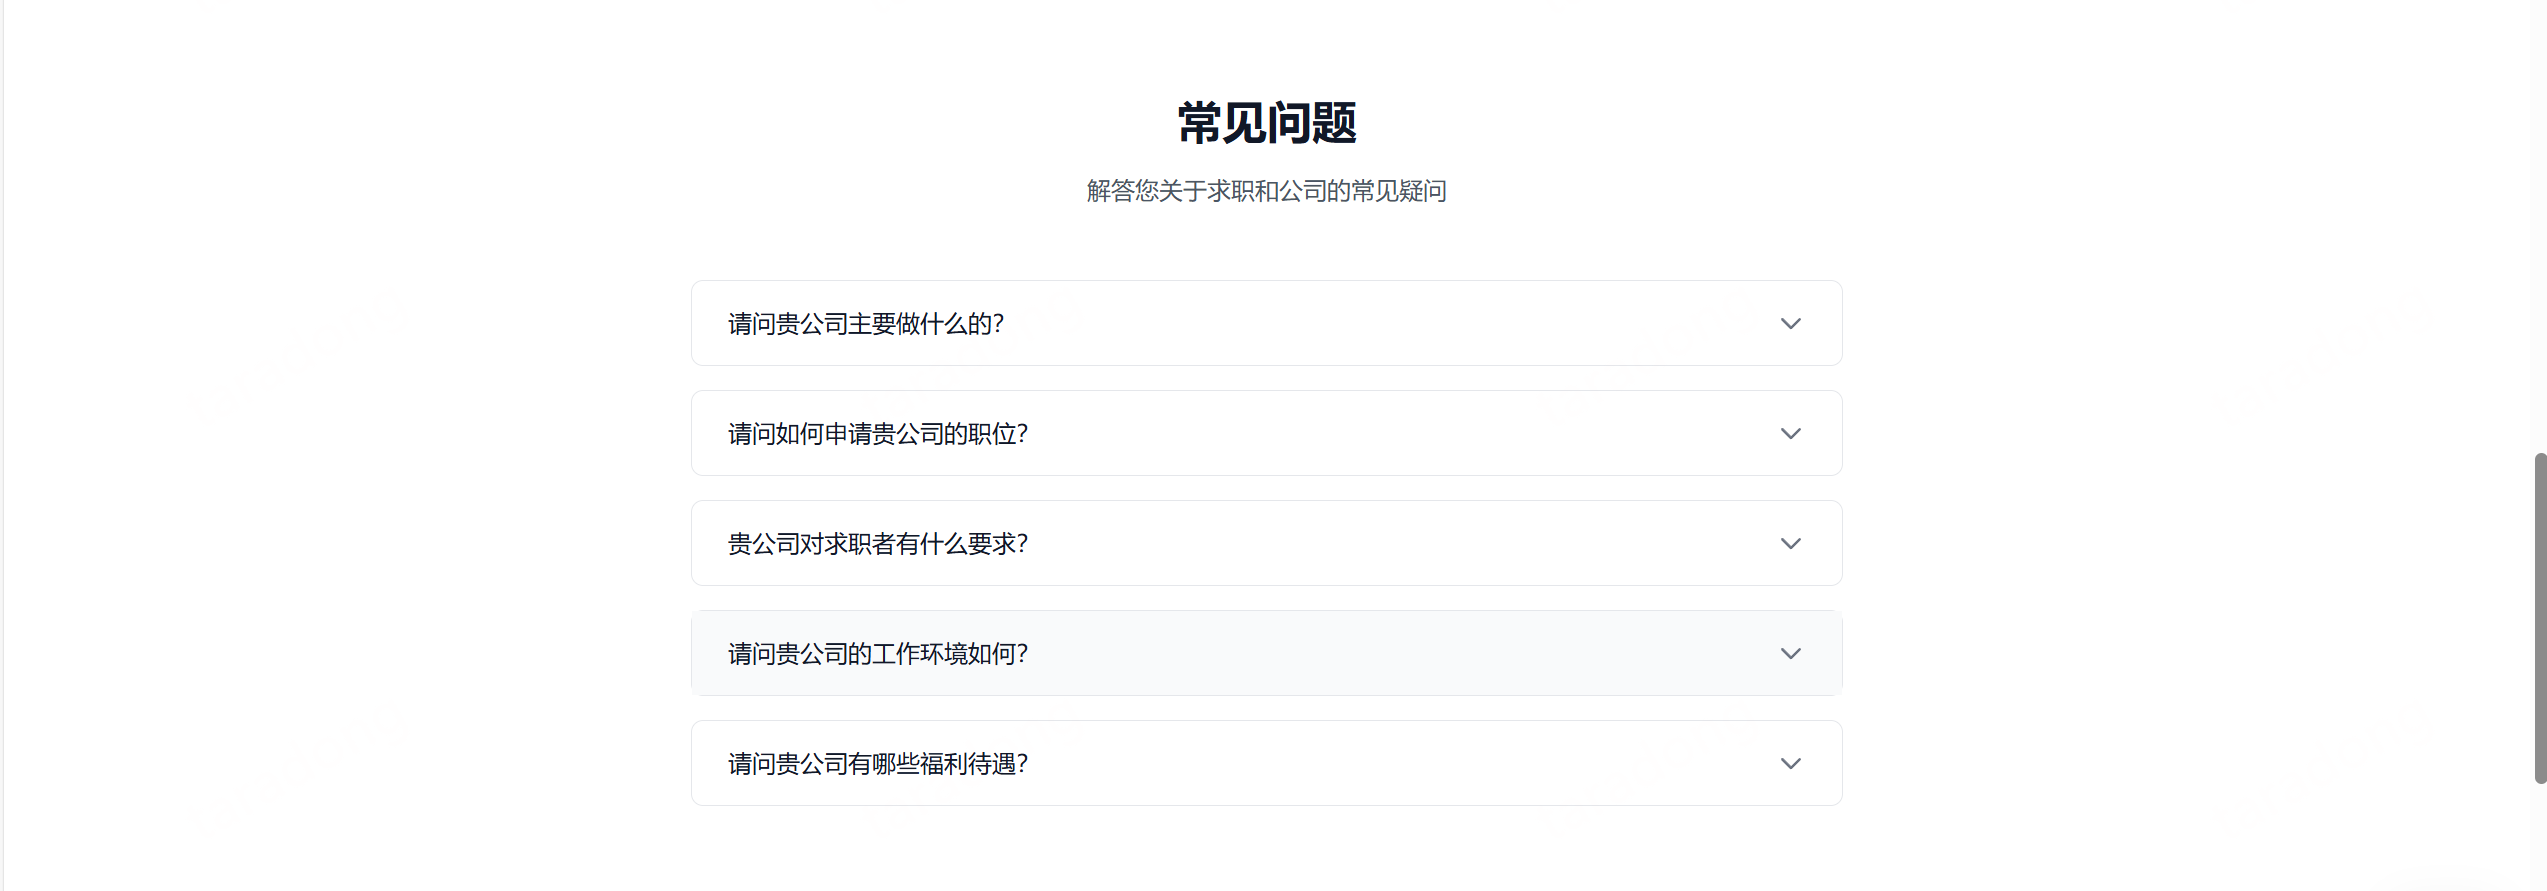 常见问题
解答您关于求职和公司的常见疑问
请问贵公司主要做什么的？
请问如何申请贵公司的职位？
贵公司对求职者有什么要求？
请问贵公司的工作环境如何？
请问贵公司有哪些福利待遇？